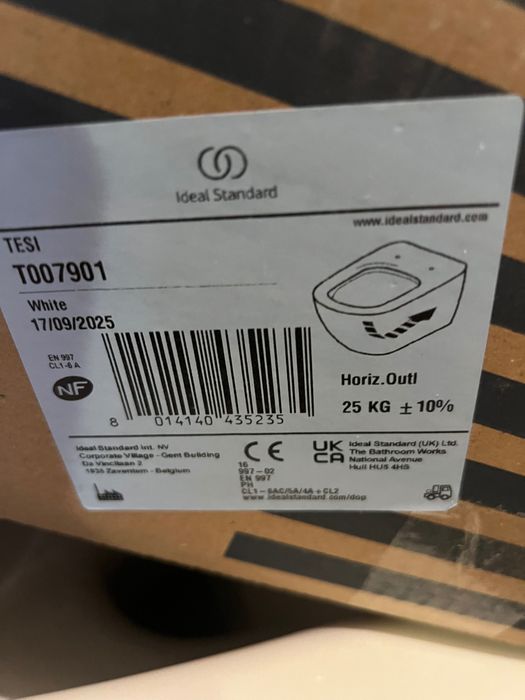 Ideal Standard
www.idealstandard.com
TESI
T007901
White
17/09/2025
EN 997
CL1-6 A
NF
8 014140 435235
Horiz.Outl
25 KG ± 10%
Ideal Standard Int. NV
Corporate Village - Gent Building
Da Vincilaan 2
1935 Zaventem - Belgium
CE
16
997-02
EN 997
PH
CL1 - 6AC/5A/4A + CL2
www.idealstandard.com/dop
UK
CA
Ideal Standard (UK) Ltd.
The Bathroom Works
National Avenue
Hull HU5 4HS